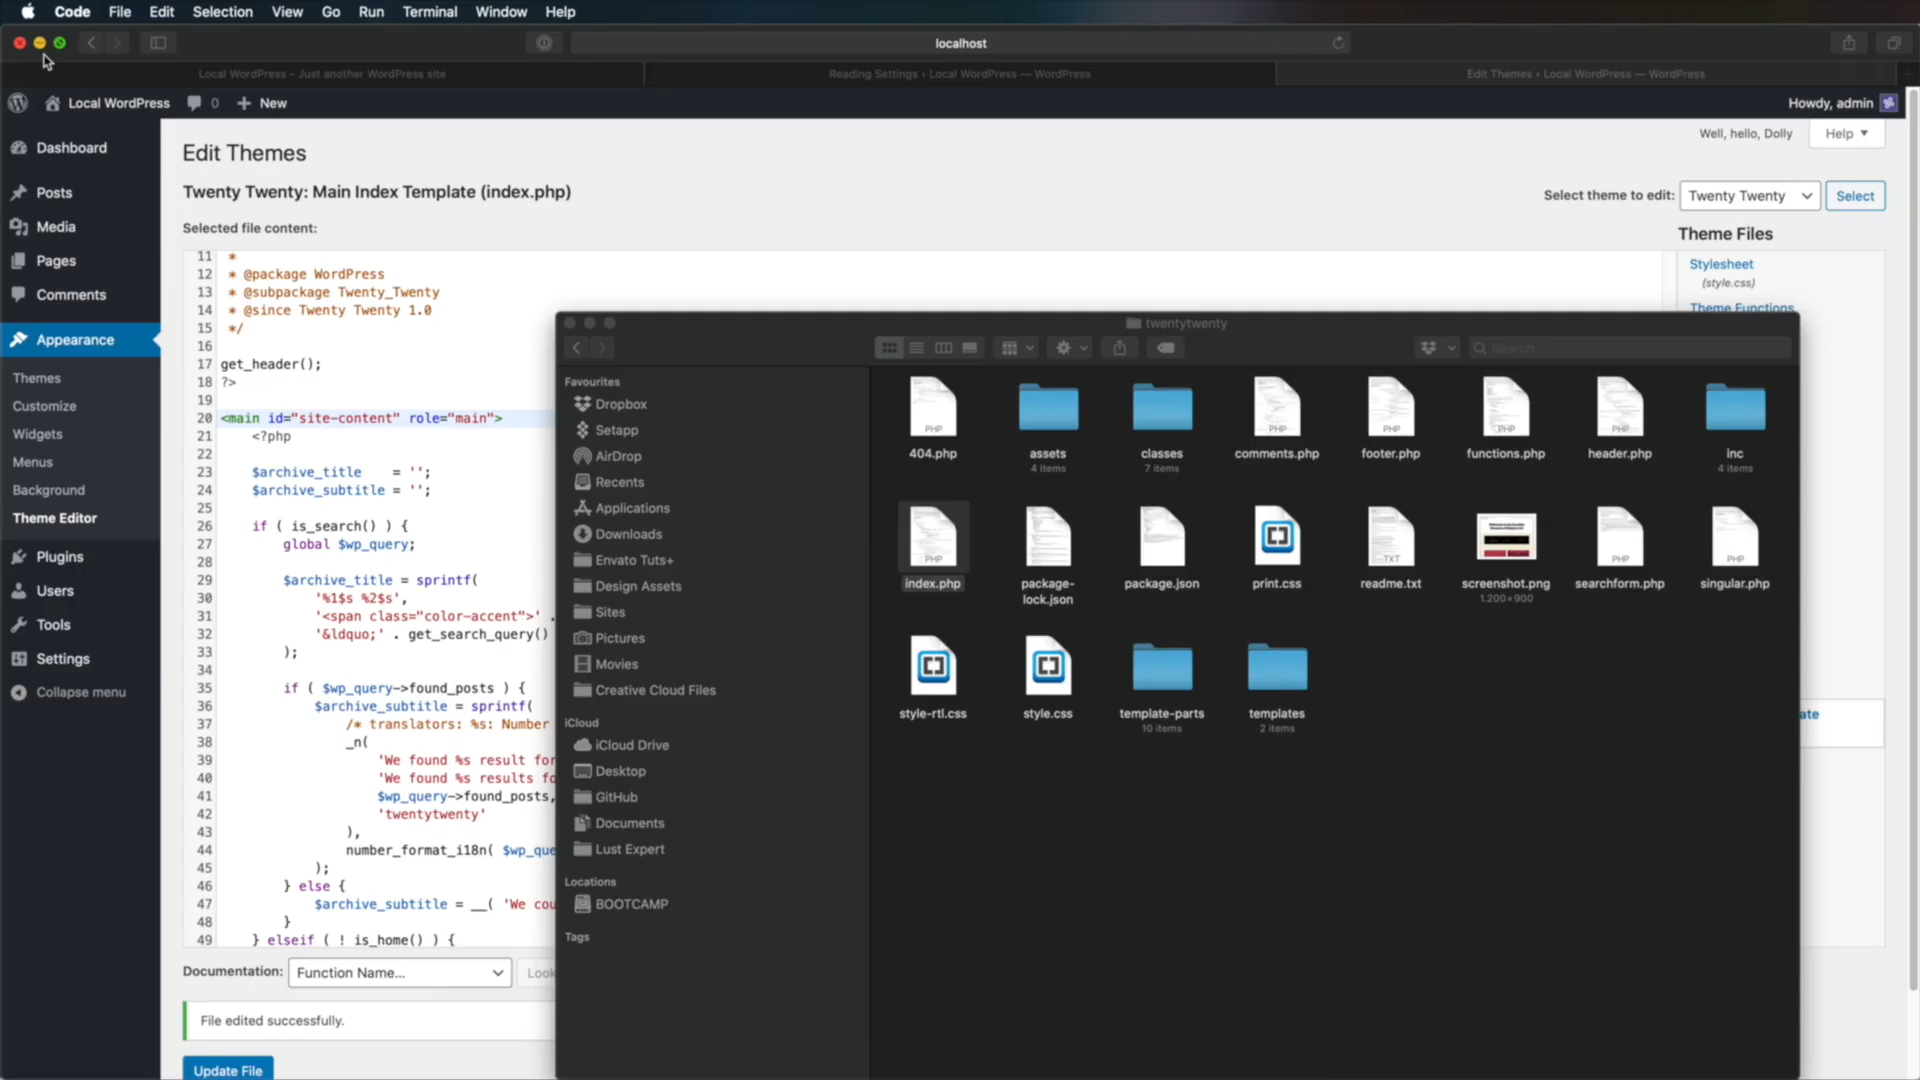 Code File Edit Selection View Go Run Terminal Window Help
localhost
Local WordPress – Just another WordPress site
Reading Settings ‹ Local WordPress — WordPress
Edit Themes ‹ Local WordPress — WordPress
Local WordPress 0 New
Howdy, admin
Dashboard
Posts
Media
Pages
Comments
Appearance
Themes
Customize
Widgets
Menus
Background
Theme Editor
Plugins
Users
Tools
Settings
Collapse menu
Well, hello, Dolly
Help
Edit Themes
Twenty Twenty: Main Index Template (index.php)
Select theme to edit: Twenty Twenty Select
Selected file content:
Theme Files
Stylesheet
(style.css)
Theme Functions
11 *
12 * @package WordPress
13 * @subpackage Twenty_Twenty
14 * @since Twenty Twenty 1.0
15 */
16
17 get_header();
18 ?>
19
20 <main id="site-content" role="main">
21 <?php
22
23 $archive_title = '';
24 $archive_subtitle = '';
25
26 if ( is_search() ) {
27 global $wp_query;
28
29 $archive_title = sprintf(
30 '%1$s %2$s',
31 '<span class="color-accent">' .
32 '&ldquo;' . get_search_query()
33 );
34
35 if ( $wp_query->found_posts ) {
36 $archive_subtitle = sprintf(
37 /* translators: %s: Number
38 _n(
39 'We found %s result for
40 'We found %s results fo
41 $wp_query->found_posts,
42 'twentytwenty'
43 ),
44 number_format_i18n( $wp_que
45 );
46 } else {
47 $archive_subtitle = __( 'We cou
48 }
49 } elseif ( ! is_home() ) {
Documentation: Function Name... Look
File edited successfully.
Update File
ate
twentytwenty
Search
Favourites
Dropbox
Setapp
AirDrop
Recents
Applications
Downloads
Envato Tuts+
Design Assets
Sites
Pictures
Movies
Creative Cloud Files
iCloud
iCloud Drive
Desktop
GitHub
Documents
Lust Expert
Locations
BOOTCAMP
Tags
PHP PHP PHP PHP PHP
404.php assets classes comments.php footer.php functions.php header.php inc
4 items 7 items 4 items
PHP TXT PHP PHP
index.php package-lock.json package.json print.css readme.txt screenshot.png searchform.php singular.php
1.200×900
style-rtl.css style.css template-parts templates
10 items 2 items